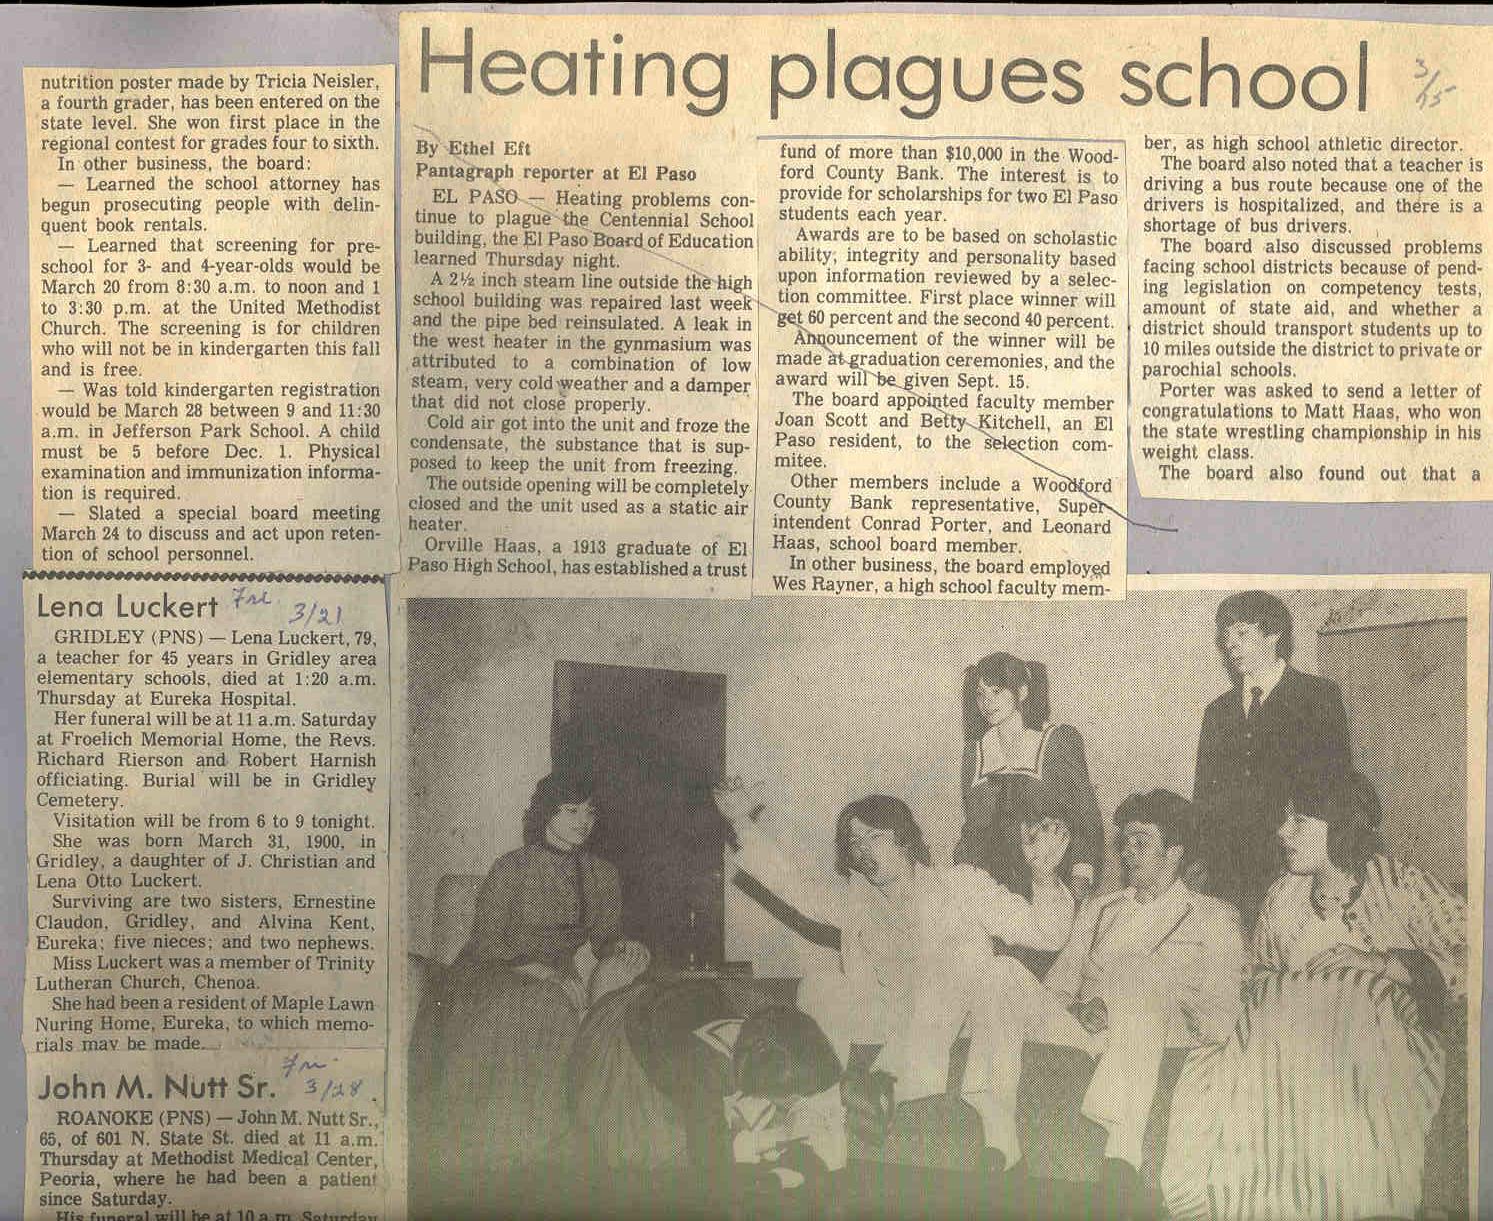 Heating plagues school
3/15
By Ethel Eft
Pantagraph reporter at El Paso
EL PASO — Heating problems con-
tinue to plague the Centennial School
building, the El Paso Board of Education
learned Thursday night.
A 2½ inch steam line outside the high
school building was repaired last week
and the pipe bed reinsulated. A leak in
the west heater in the gynmasium was
attributed to a combination of low
steam, very cold weather and a damper
that did not close properly.
Cold air got into the unit and froze the
condensate, the substance that is sup-
posed to keep the unit from freezing.
The outside opening will be completely
closed and the unit used as a static air
heater.
Orville Haas, a 1913 graduate of El
Paso High School, has established a trust
fund of more than $10,000 in the Wood-
ford County Bank. The interest is to
provide for scholarships for two El Paso
students each year.
Awards are to be based on scholastic
ability, integrity and personality based
upon information reviewed by a selec-
tion committee. First place winner will
get 60 percent and the second 40 percent.
Announcement of the winner will be
made at graduation ceremonies, and the
award will be given Sept. 15.
The board appointed faculty member
Joan Scott and Betty Kitchell, an El
Paso resident, to the selection com-
mitee.
Other members include a Woodford
County Bank representative, Super-
intendent Conrad Porter, and Leonard
Haas, school board member.
In other business, the board employed
Wes Rayner, a high school faculty mem-
ber, as high school athletic director.
The board also noted that a teacher is
driving a bus route because one of the
drivers is hospitalized, and there is a
shortage of bus drivers.
The board also discussed problems
facing school districts because of pend-
ing legislation on competency tests,
amount of state aid, and whether a
district should transport students up to
10 miles outside the district to private or
parochial schools.
Porter was asked to send a letter of
congratulations to Matt Haas, who won
the state wrestling championship in his
weight class.
The board also found out that a
nutrition poster made by Tricia Neisler,
a fourth grader, has been entered on the
state level. She won first place in the
regional contest for grades four to sixth.
In other business, the board:
— Learned the school attorney has
begun prosecuting people with delin-
quent book rentals.
— Learned that screening for pre-
school for 3- and 4-year-olds would be
March 20 from 8:30 a.m. to noon and 1
to 3:30 p.m. at the United Methodist
Church. The screening is for children
who will not be in kindergarten this fall
and is free.
— Was told kindergarten registration
would be March 28 between 9 and 11:30
a.m. in Jefferson Park School. A child
must be 5 before Dec. 1. Physical
examination and immunization informa-
tion is required.
— Slated a special board meeting
March 24 to discuss and act upon reten-
tion of school personnel.
Lena Luckert
Fri 3/21
GRIDLEY (PNS) — Lena Luckert, 79,
a teacher for 45 years in Gridley area
elementary schools, died at 1:20 a.m.
Thursday at Eureka Hospital.
Her funeral will be at 11 a.m. Saturday
at Froelich Memorial Home, the Revs.
Richard Rierson and Robert Harnish
officiating. Burial will be in Gridley
Cemetery.
Visitation will be from 6 to 9 tonight.
She was born March 31, 1900, in
Gridley, a daughter of J. Christian and
Lena Otto Luckert.
Surviving are two sisters, Ernestine
Claudon, Gridley, and Alvina Kent,
Eureka; five nieces; and two nephews.
Miss Luckert was a member of Trinity
Lutheran Church, Chenoa.
She had been a resident of Maple Lawn
Nuring Home, Eureka, to which memo-
rials may be made.
John M. Nutt Sr.
Fri 3/28
ROANOKE (PNS) — John M. Nutt Sr.,
65, of 601 N. State St. died at 11 a.m.
Thursday at Methodist Medical Center,
Peoria, where he had been a patient
since Saturday.
His funeral will be at 10 a.m. Saturday